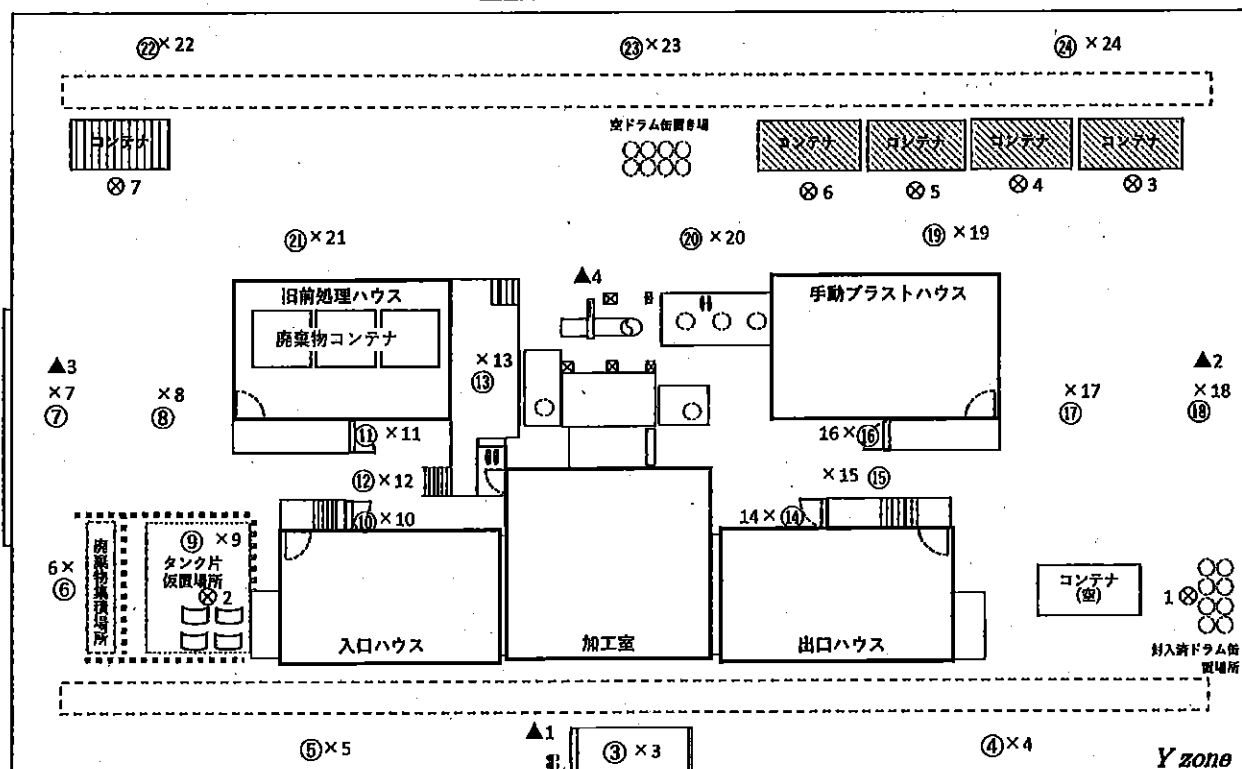 ㉒×22
㉓×23
㉔×24
コンテナ
⊗7
空ドラム缶置き場
コンテナ
コンテナ
コンテナ
コンテナ
⊗6
⊗5
⊗4
⊗3
㉑×21
⑳×20
⑲×19
▲4
旧前処理ハウス
廃棄物コンテナ
手動ブラストハウス
×13
⑬
▲3
×7
⑦
×8
⑧
▲2
×18
⑱
×17
⑰
⑪×11
16×⑯
⑫×12
×15⑮
⑩×10
14×⑭
⑨×9
タンク片
仮置場所
⊗2
6×
⑥
廃棄物集積場所
コンテナ
(空)
1⊗
入口ハウス
加工室
出口ハウス
封入済ドラム缶
置場所
▲1
⑤×5
③×3
④×4
Y zone